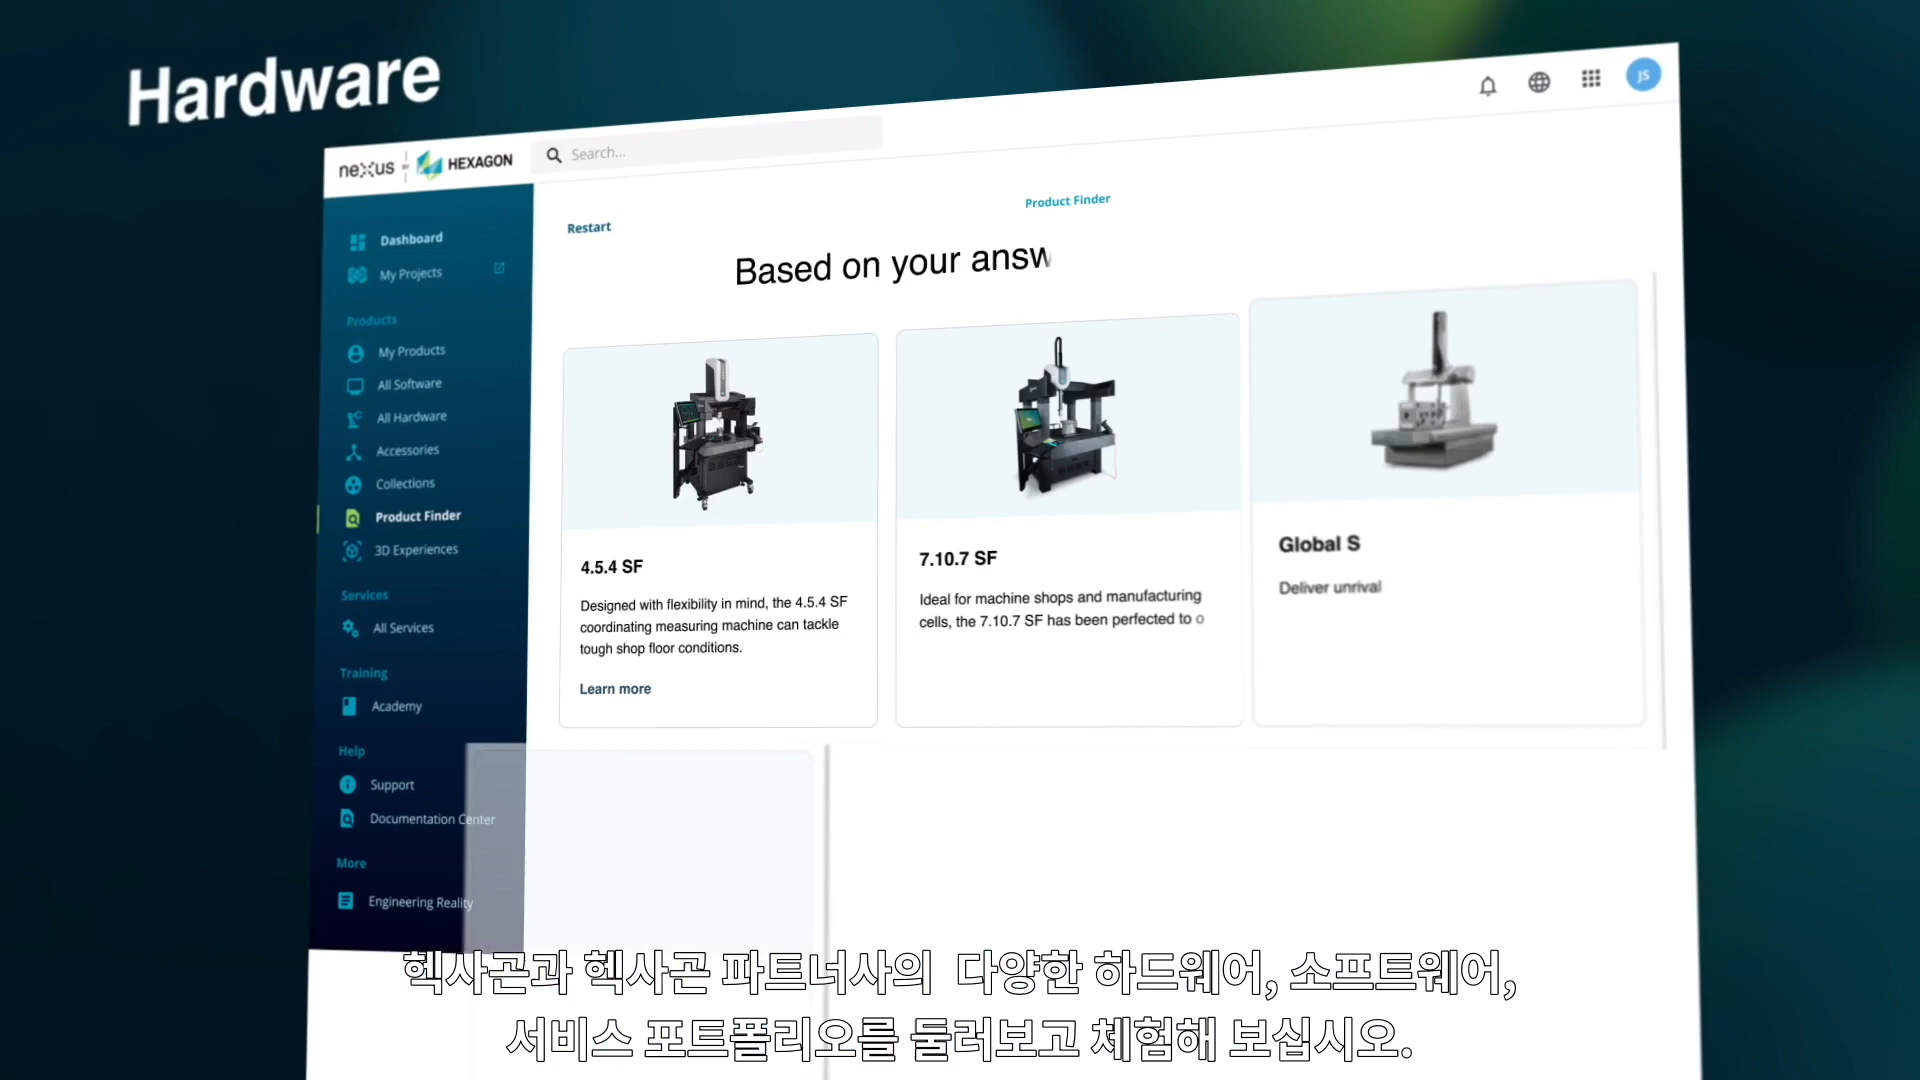 Hardware
nexus BY HEXAGON
Search...
JS
Dashboard
My Projects
Products
My Products
All Software
All Hardware
Accessories
Collections
Product Finder
3D Experiences
Services
All Services
Training
Academy
Help
Support
Documentation Center
More
Engineering Reality
Restart
Product Finder
Based on your answ
4.5.4 SF
Designed with flexibility in mind, the 4.5.4 SF
coordinating measuring machine can tackle
tough shop floor conditions.
Learn more
7.10.7 SF
Ideal for machine shops and manufacturing
cells, the 7.10.7 SF has been perfected to o
Global S
Deliver unrival
헥사곤과 헥사곤 파트너사의 다양한 하드웨어, 소프트웨어,
서비스 포트폴리오를 둘러보고 체험해 보십시오.